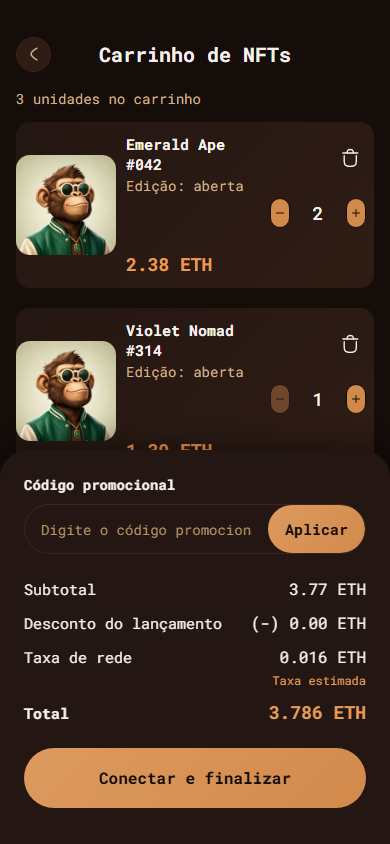 Carrinho de NFTs
3 unidades no carrinho
Emerald Ape
#042
Edição: aberta
− 2 +
2.38 ETH
Violet Nomad
#314
Edição: aberta
− 1 +
Código promocional
Digite o código promocion
Aplicar
Subtotal 3.77 ETH
Desconto do lançamento (-) 0.00 ETH
Taxa de rede 0.016 ETH
Taxa estimada
Total 3.786 ETH
Conectar e finalizar